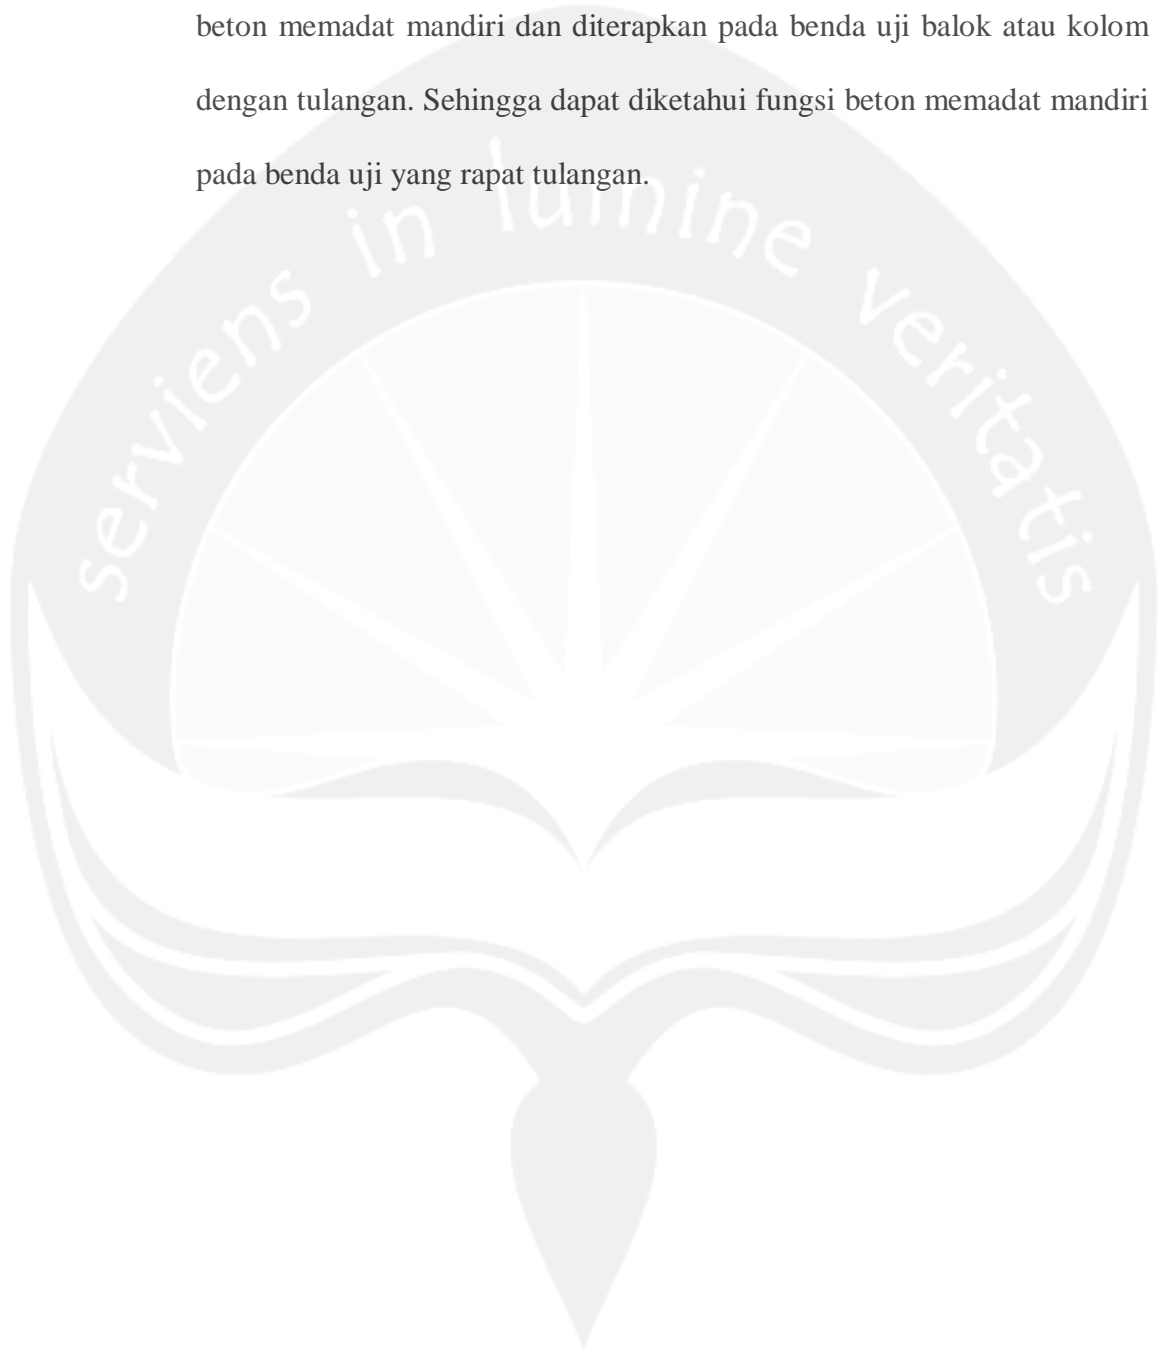 beton memadat mandiri dan diterapkan pada benda uji balok atau kolom
dengan tulangan. Sehingga dapat diketahui fungsi beton memadat mandiri
pada benda uji yang rapat tulangan.
serviens in lumine veritatis